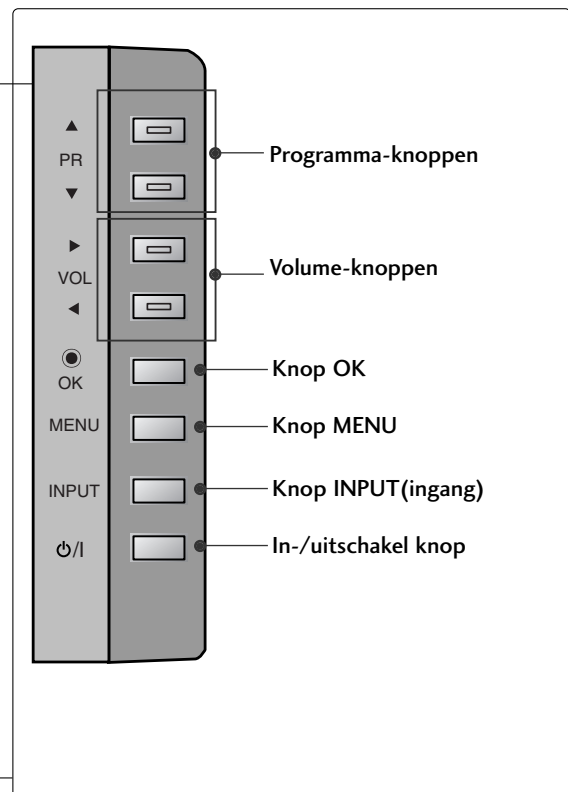 ▲
PR
▼
Programma-knoppen
►
VOL
◄
Volume-knoppen
OK
Knop OK
MENU
Knop MENU
INPUT
Knop INPUT(ingang)
⏻/I
In-/uitschakel knop